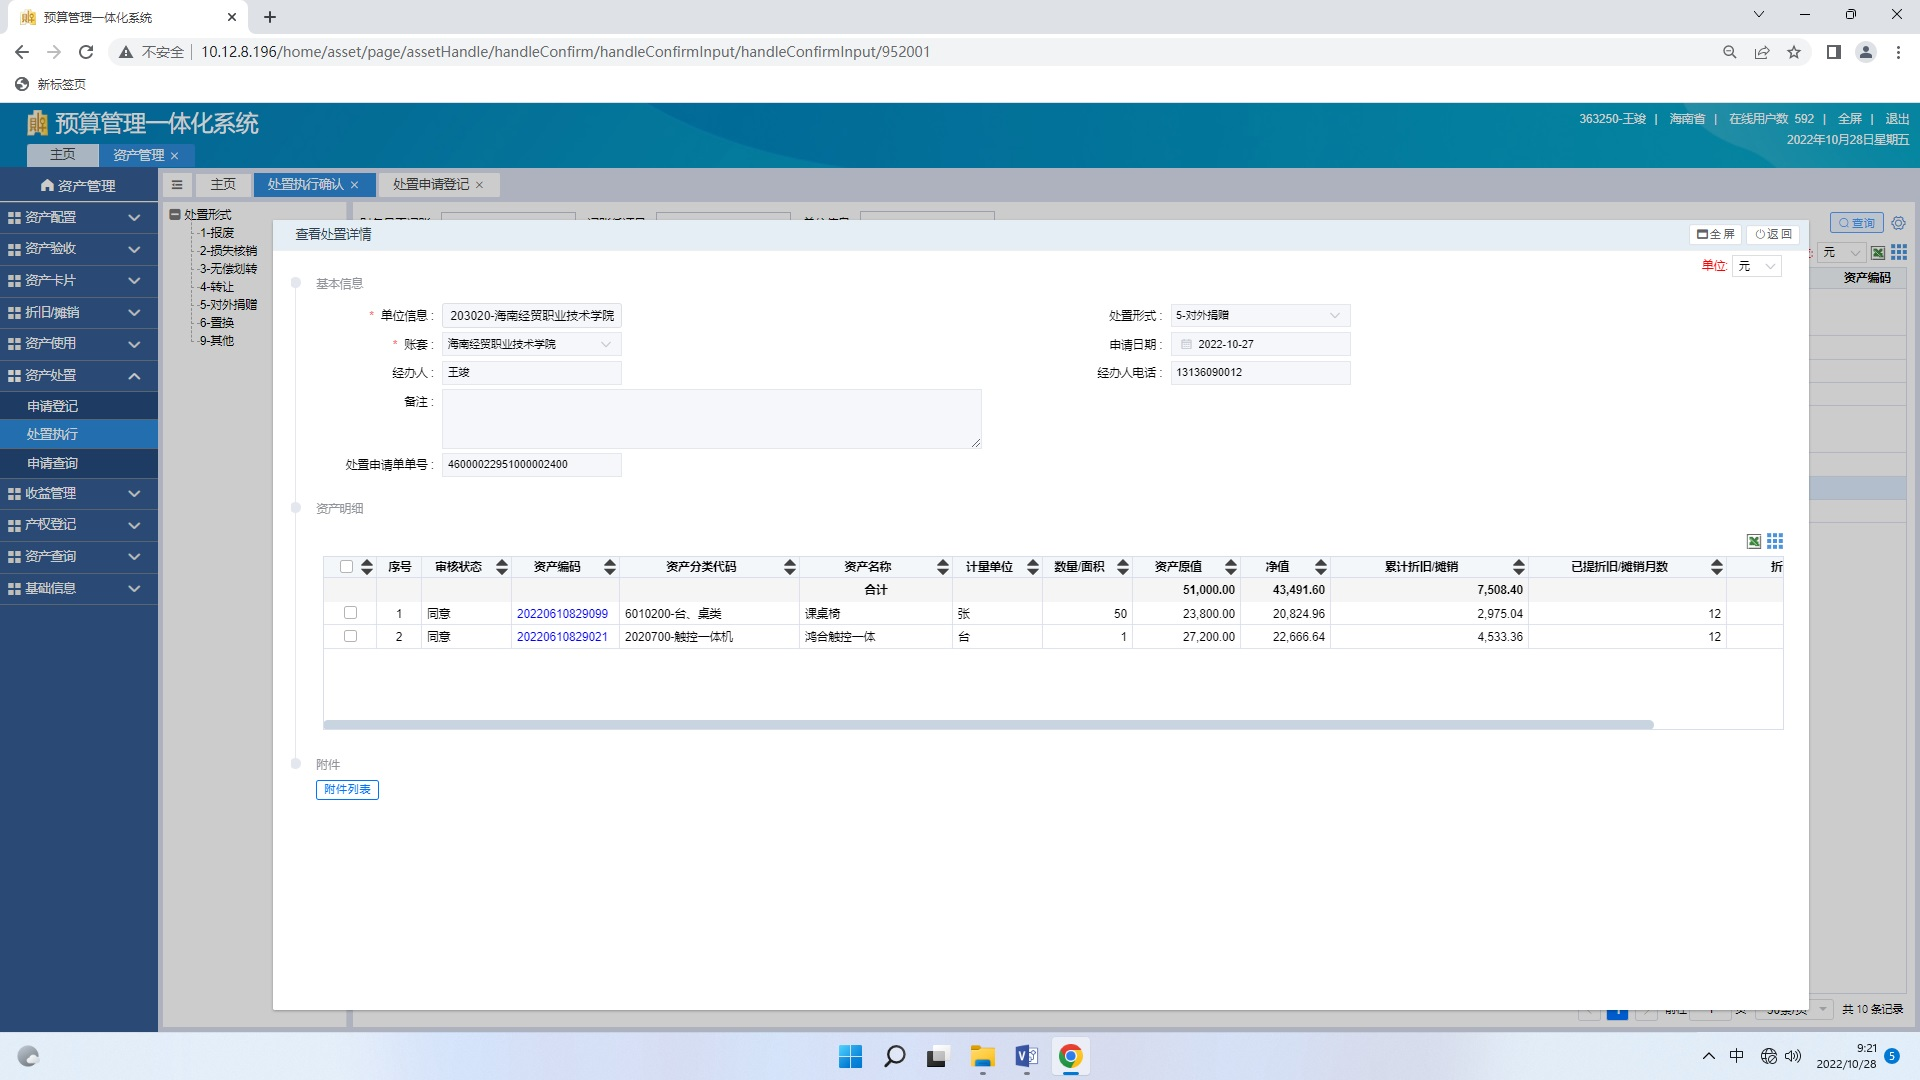 预算管理一体化系统
不安全
10.12.8.196/home/asset/page/assetHandle/handleConfirm/handleConfirmInput/handleConfirmInput/952001
新标签页
预算管理一体化系统
363250-王竣 | 海南省 | 在线用户数 592 | 全屏 | 退出
2022年10月28日星期五
主页 资产管理
资产管理
主页 处置执行确认 处置申请登记
资产配置
资产验收
资产卡片
折旧/摊销
资产使用
资产处置
申请登记
处置执行
申请查询
收益管理
产权登记
资产查询
基础信息
处置形式
1-报废
2-损失核销
3-无偿划转
4-转让
5-对外捐赠
6-置换
9-其他
查询
元
资产编码
查看处置详情 全屏 返回
单位: 元
基本信息
* 单位信息: 203020-海南经贸职业技术学院 处置形式: 5-对外捐赠
* 账套: 海南经贸职业技术学院 申请日期: 2022-10-27
经办人: 王竣 经办人电话: 13136090012
备注:
处置申请单单号: 46000022951000002400
资产明细
序号 审核状态 资产编码 资产分类代码 资产名称 计量单位 数量/面积 资产原值 净值 累计折旧/摊销 已提折旧/摊销月数 折
合计 51,000.00 43,491.60 7,508.40
1 同意 20220610829099 6010200-台、桌类 课桌椅 张 50 23,800.00 20,824.96 2,975.04 12
2 同意 20220610829021 2020700-触控一体机 鸿合触控一体 台 1 27,200.00 22,666.64 4,533.36 12
附件
附件列表
共 10 条记录
中
9:21
2022/10/28
5